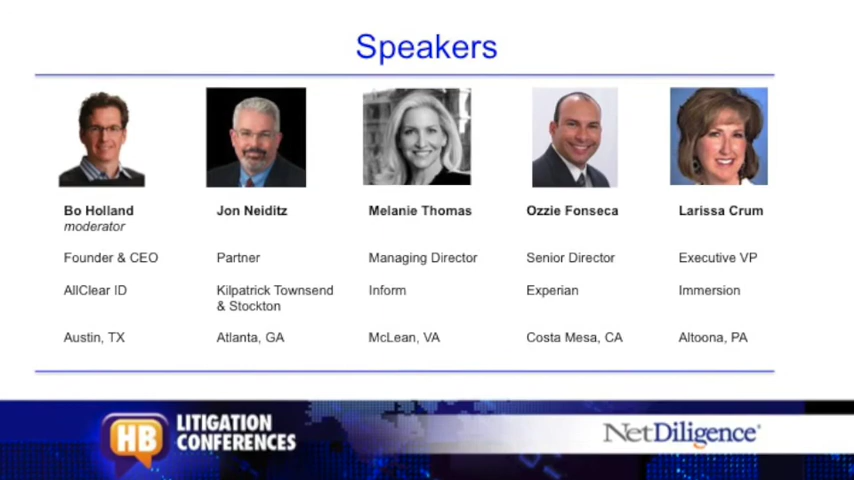 Speakers
Bo Holland
moderator
Founder & CEO
AllClear ID
Austin, TX
Jon Neiditz
Partner
Kilpatrick Townsend
& Stockton
Atlanta, GA
Melanie Thomas
Managing Director
Inform
McLean, VA
Ozzie Fonseca
Senior Director
Experian
Costa Mesa, CA
Larissa Crum
Executive VP
Immersion
Altoona, PA
HB
LITIGATION
CONFERENCES
NetDiligence®